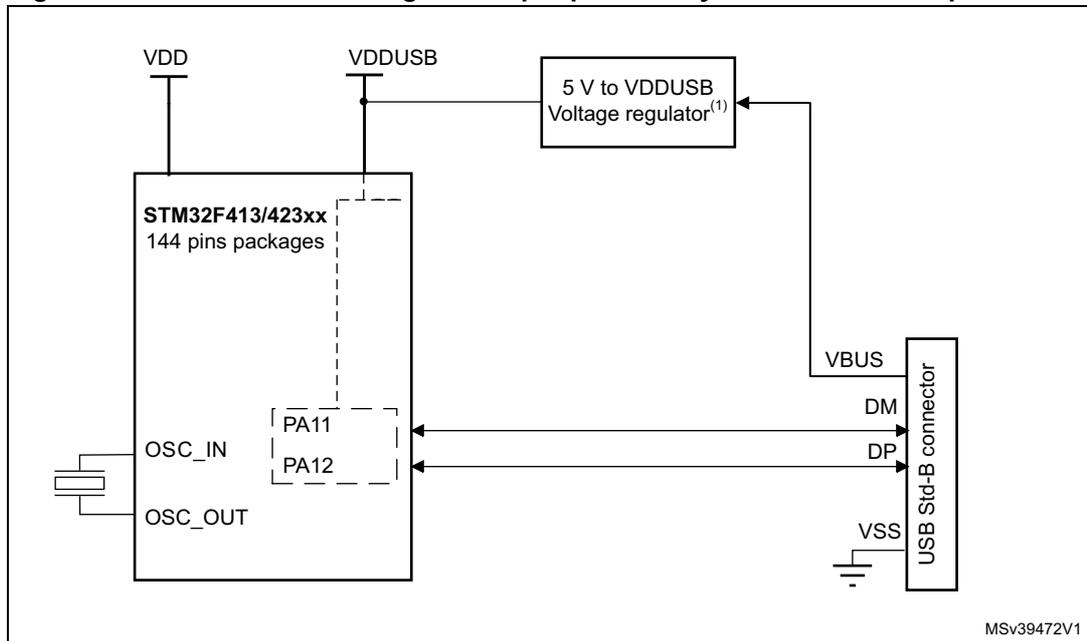 VDD
VDDUSB
5 V to VDDUSB
Voltage regulator(1)
STM32F413/423xx
144 pins packages
VBUS
DM
PA11
OSC_IN
DP
PA12
OSC_OUT
VSS
USB Std-B connector
MSv39472V1